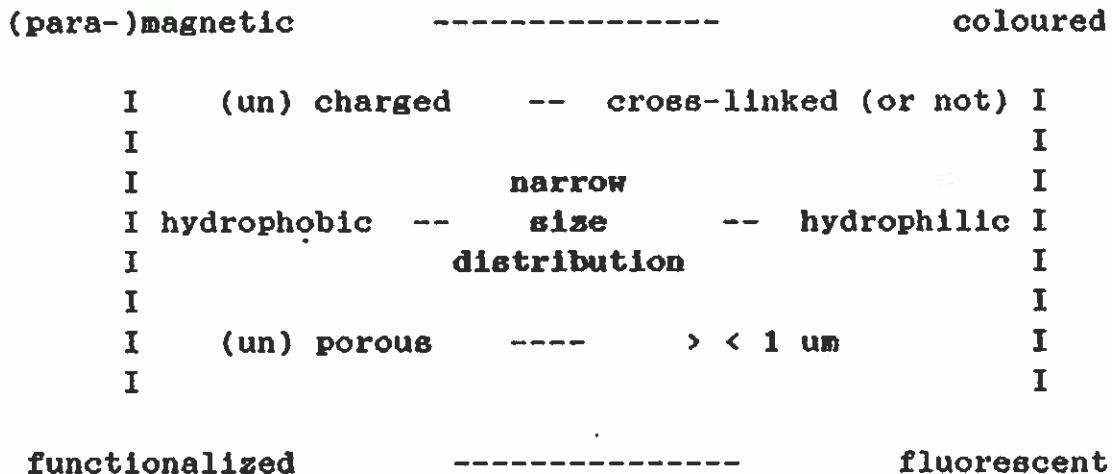 (para-)magnetic --------------- coloured
I (un) charged -- cross-linked (or not) I
I I
I narrow I
I hydrophobic -- size -- hydrophilic I
I distribution I
I I
I (un) porous ---- > < 1 um I
I I
functionalized --------------- fluorescent